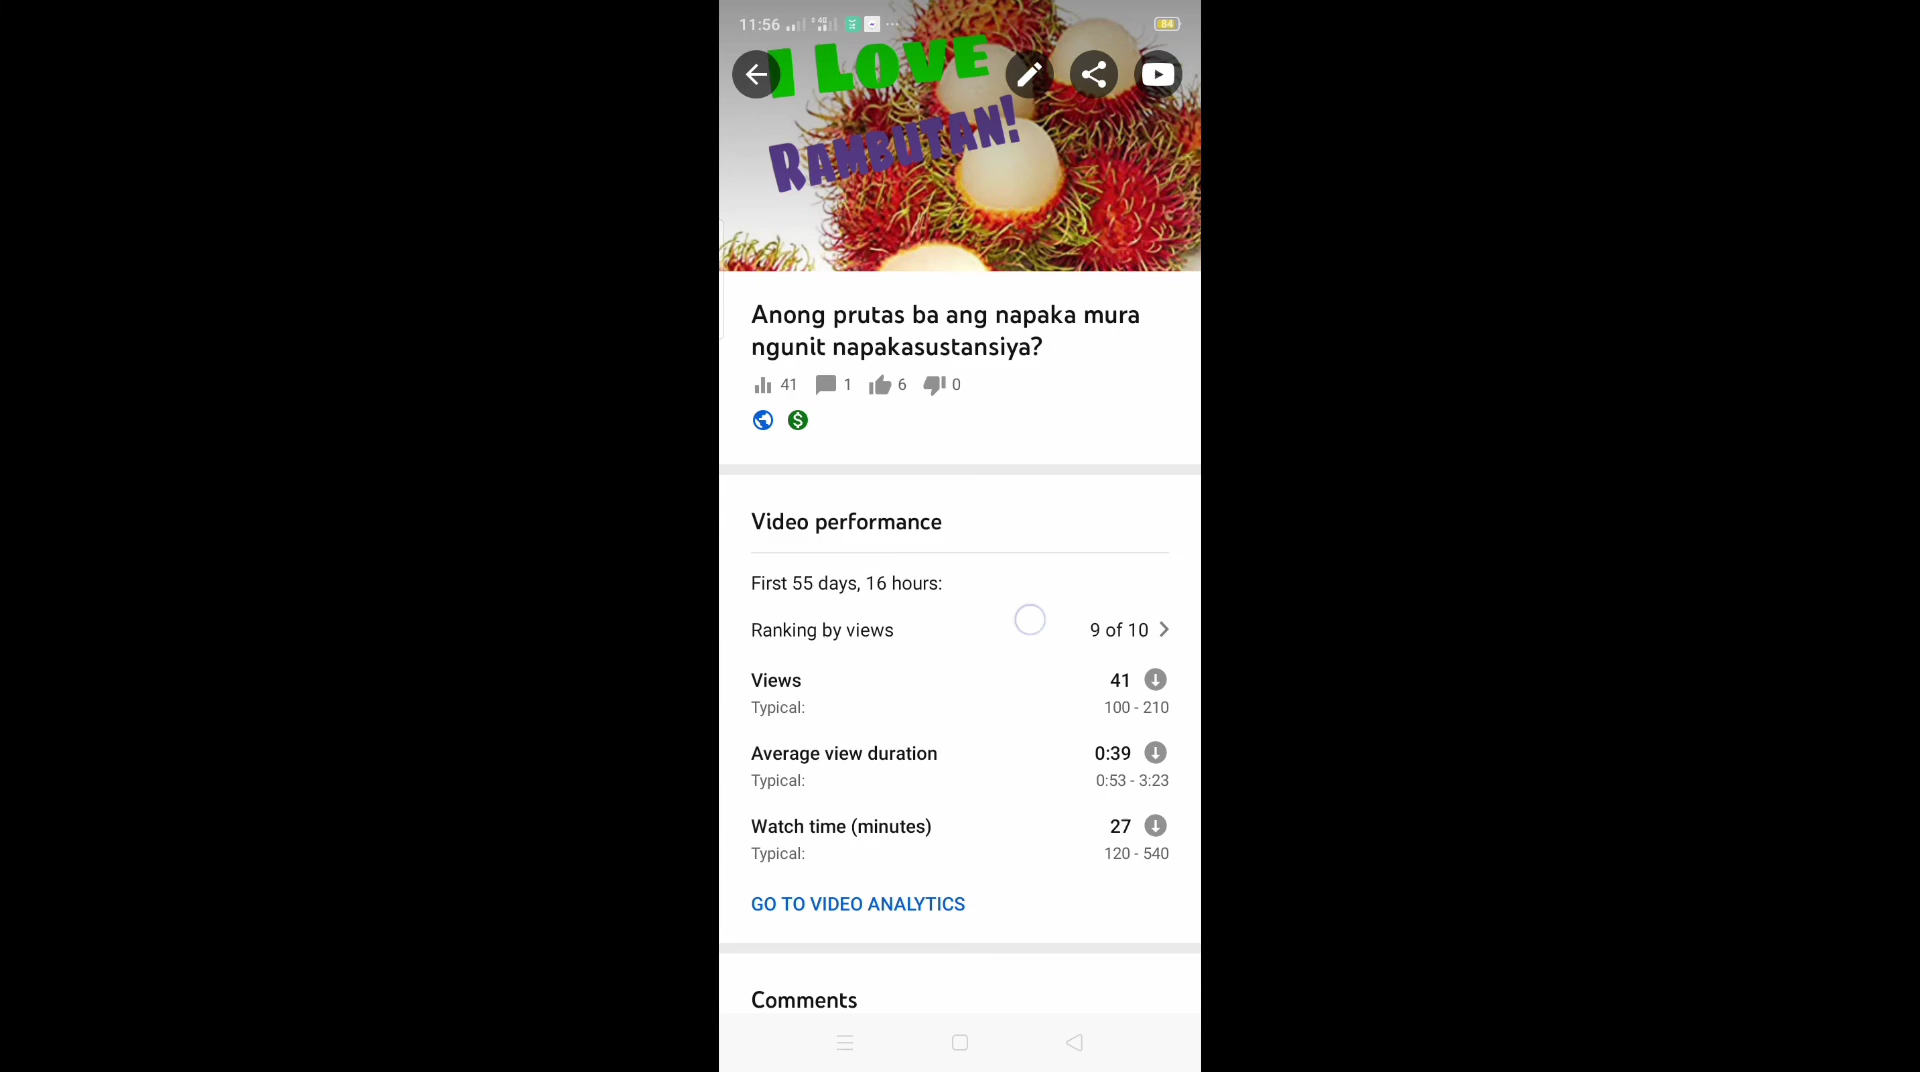 11:56 4G 84
I LOVE
RAMBUTAN!
Anong prutas ba ang napaka mura
ngunit napakasustansiya?
41 1 6 0
Video performance
First 55 days, 16 hours:
Ranking by views 9 of 10
Views 41
Typical: 100 - 210
Average view duration 0:39
Typical: 0:53 - 3:23
Watch time (minutes) 27
Typical: 120 - 540
GO TO VIDEO ANALYTICS
Comments